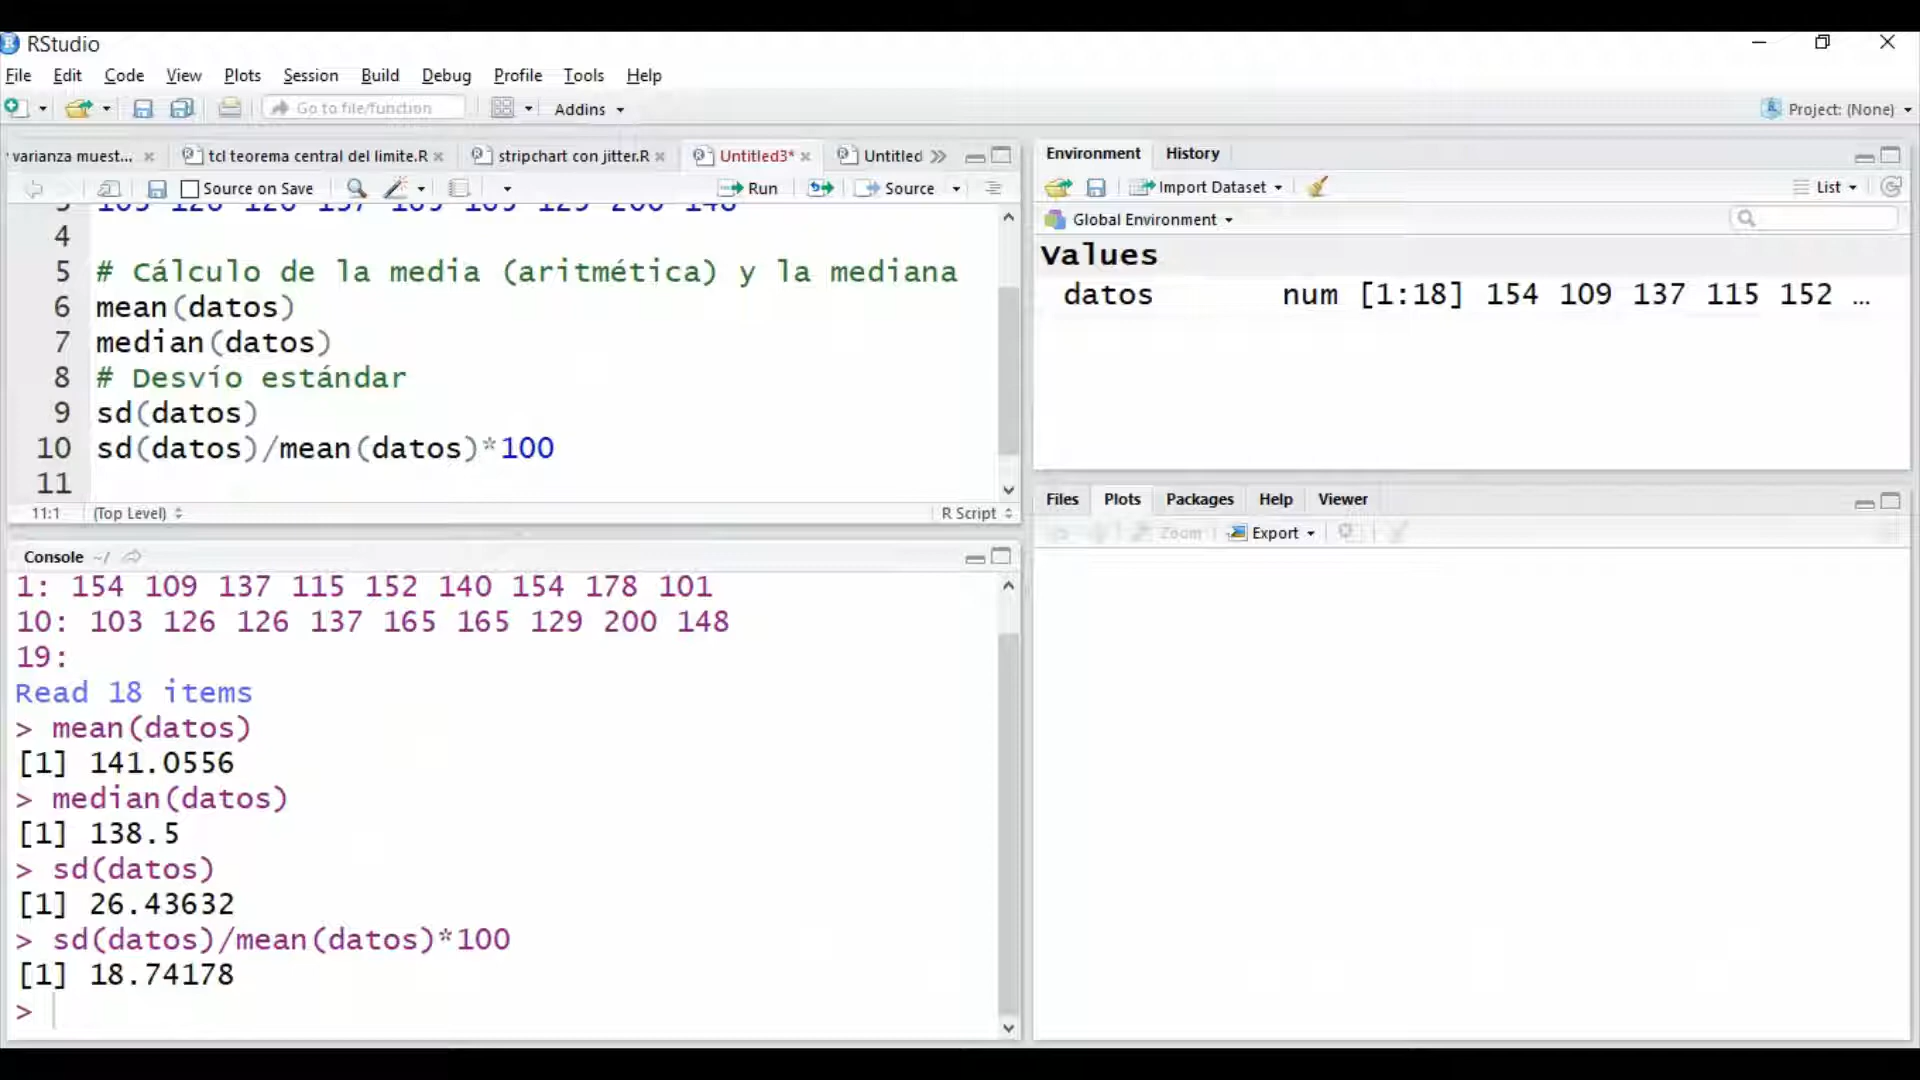 RStudio
File Edit Code View Plots Session Build Debug Profile Tools Help
Go to file/function Addins Project: (None)
varianza muest... tcl teorema central del limite.R stripchart con jitter.R Untitled3* Untitled
Source on Save Run Source
4
5 # Cálculo de la media (aritmética) y la mediana
6 mean(datos)
7 median(datos)
8 # Desvío estándar
9 sd(datos)
10 sd(datos)/mean(datos)*100
11
11:1 (Top Level) R Script
Console ~/
1: 154 109 137 115 152 140 154 178 101
10: 103 126 126 137 165 165 129 200 148
19:
Read 18 items
> mean(datos)
[1] 141.0556
> median(datos)
[1] 138.5
> sd(datos)
[1] 26.43632
> sd(datos)/mean(datos)*100
[1] 18.74178
>
Environment History
Import Dataset List
Global Environment
Values
datos num [1:18] 154 109 137 115 152 ...
Files Plots Packages Help Viewer
Zoom Export